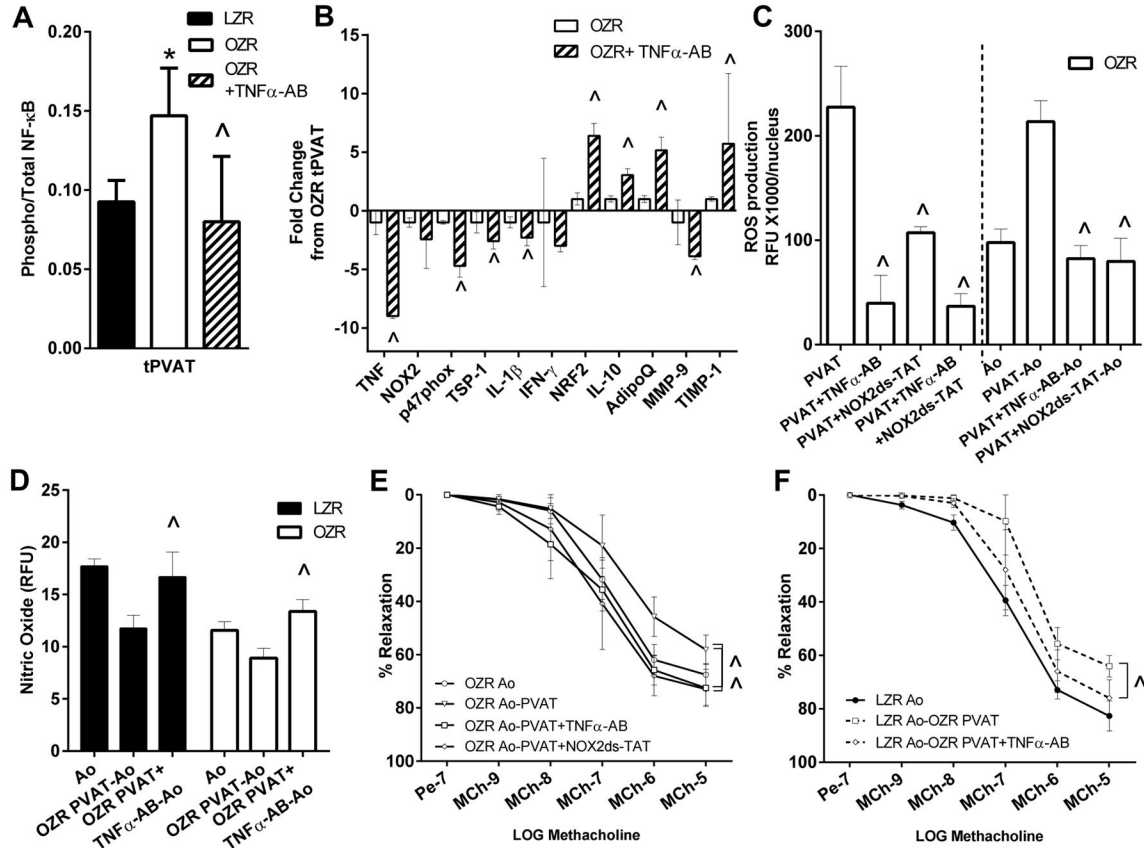 A
LZR
OZR
OZR
+TNFα-AB
*
^
0.20
0.15
0.10
0.05
0.00
Phospho/Total NF-κB
tPVAT
B
OZR
OZR+ TNFα-AB
15
10
5
0
-5
-10
Fold Change
from OZR tPVAT
^
^
^
^
^
^
^
^
^
TNF
NOX2
p47phox
TSP-1
IL-1β
IFN-γ
NRF2
IL-10
AdipoQ
MMP-9
TIMP-1
C
OZR
300
200
100
0
ROS production
RFU X1000/nucleus
^
^
^
^
^
PVAT
PVAT+TNFα-AB
PVAT+NOX2ds-TAT
PVAT+TNFα-AB
+NOX2ds-TAT
Ao
PVAT-Ao
PVAT+TNFα-AB-Ao
PVAT+NOX2ds-TAT-Ao
D
LZR
OZR
25
20
15
10
5
0
Nitric Oxide (RFU)
^
^
Ao
OZR PVAT-Ao
OZR PVAT+
TNFα-AB-Ao
Ao
OZR PVAT-Ao
OZR PVAT+
TNFα-AB-Ao
E
0
20
40
60
80
100
% Relaxation
^
^
OZR Ao
OZR Ao-PVAT
OZR Ao-PVAT+TNFα-AB
OZR Ao-PVAT+NOX2ds-TAT
Pe-7
MCh-9
MCh-8
MCh-7
MCh-6
MCh-5
LOG Methacholine
F
0
20
40
60
80
100
% Relaxation
^
LZR Ao
LZR Ao-OZR PVAT
LZR Ao-OZR PVAT+TNFα-AB
Pe-7
MCh-9
MCh-8
MCh-7
MCh-6
MCh-5
LOG Methacholine